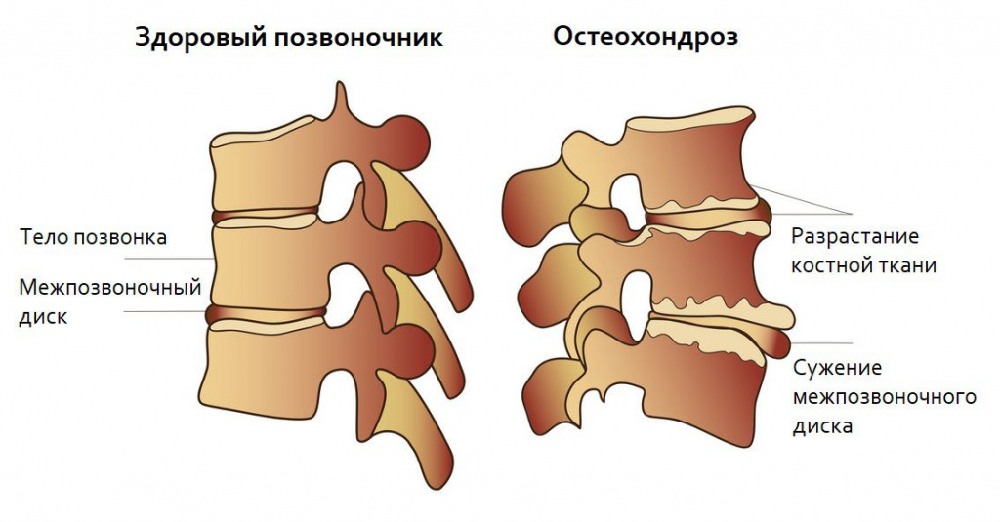 Здоровый позвоночник
Остеохондроз
Тело позвонка
Межпозвоночный
диск
Разрастание
костной ткани
Сужение
межпозвоночного
диска